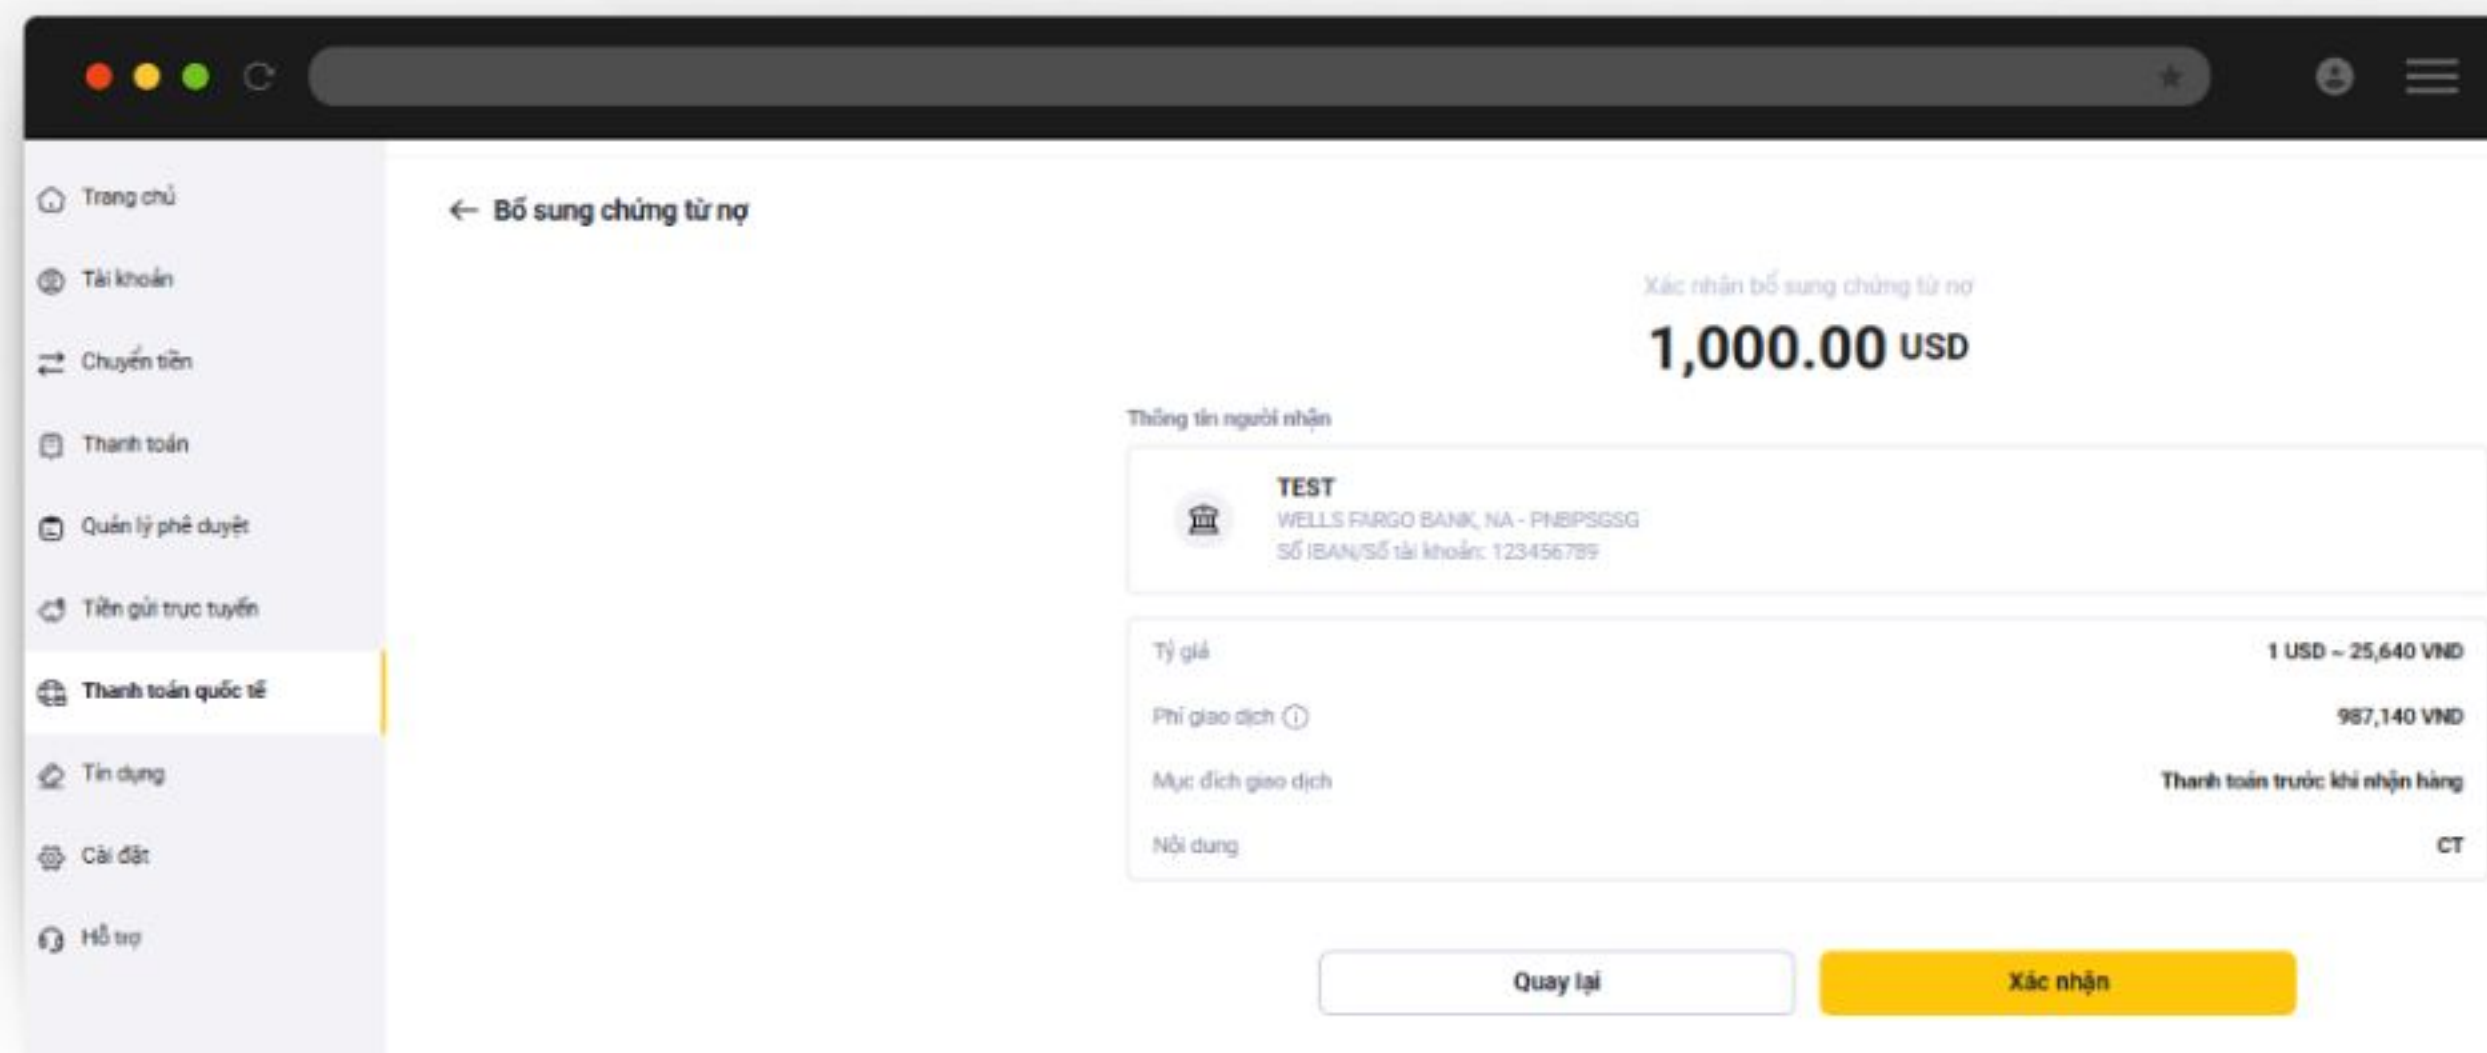 Trang chủ
Tài khoản
Chuyển tiền
Thanh toán
Quản lý phê duyệt
Tiền gửi trực tuyến
Thanh toán quốc tế
Tín dụng
Cài đặt
Hỗ trợ
← Bổ sung chứng từ nợ
Xác nhận bổ sung chứng từ nợ
1,000.00 USD
Thông tin người nhận
TEST
WELLS FARGO BANK, NA - PNBPSGSG
Số IBAN/Số tài khoản: 123456789
Tỷ giá 1 USD ~ 25,640 VND
Phí giao dịch 987,140 VND
Mục đích giao dịch Thanh toán trước khi nhận hàng
Nội dung CT
Quay lại Xác nhận